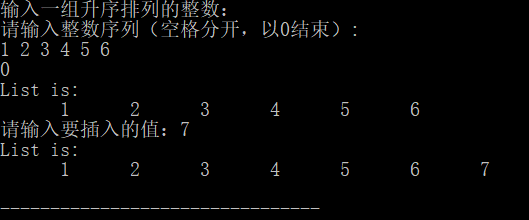 输入一组升序排列的整数：
请输入整数序列（空格分开，以0结束）：
1 2 3 4 5 6
0
List is:
1 2 3 4 5 6
请输入要插入的值：7
List is:
1 2 3 4 5 6 7
--------------------------------